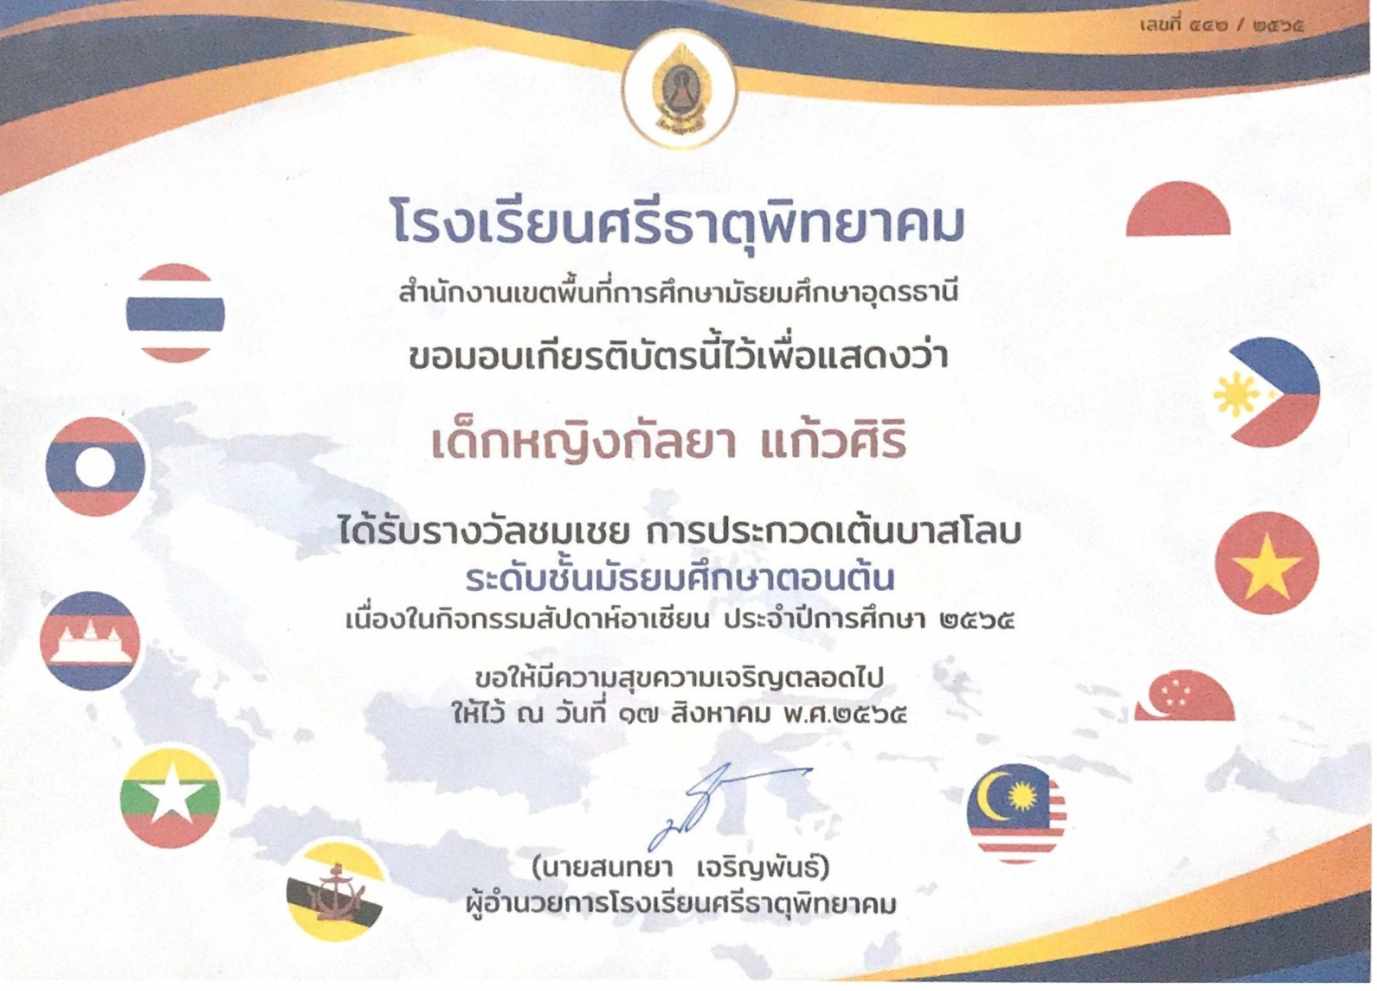 เลขที่ ๕๔๒ / ๒๕๖๕
โรงเรียนศรีธาตุพิทยาคม
สำนักงานเขตพื้นที่การศึกษามัธยมศึกษาอุดรธานี
ขอมอบเกียรติบัตรนี้ไว้เพื่อแสดงว่า
เด็กหญิงกัลยา แก้วศิริ
ได้รับรางวัลชมเชย การประกวดเต้นบาสโลบ
ระดับชั้นมัธยมศึกษาตอนต้น
เนื่องในกิจกรรมสัปดาห์อาเซียน ประจำปีการศึกษา ๒๕๖๕
ขอให้มีความสุขความเจริญตลอดไป
ให้ไว้ ณ วันที่ ๑๗ สิงหาคม พ.ศ.๒๕๖๕
(นายสนทยา เจริญพันธ์)
ผู้อำนวยการโรงเรียนศรีธาตุพิทยาคม